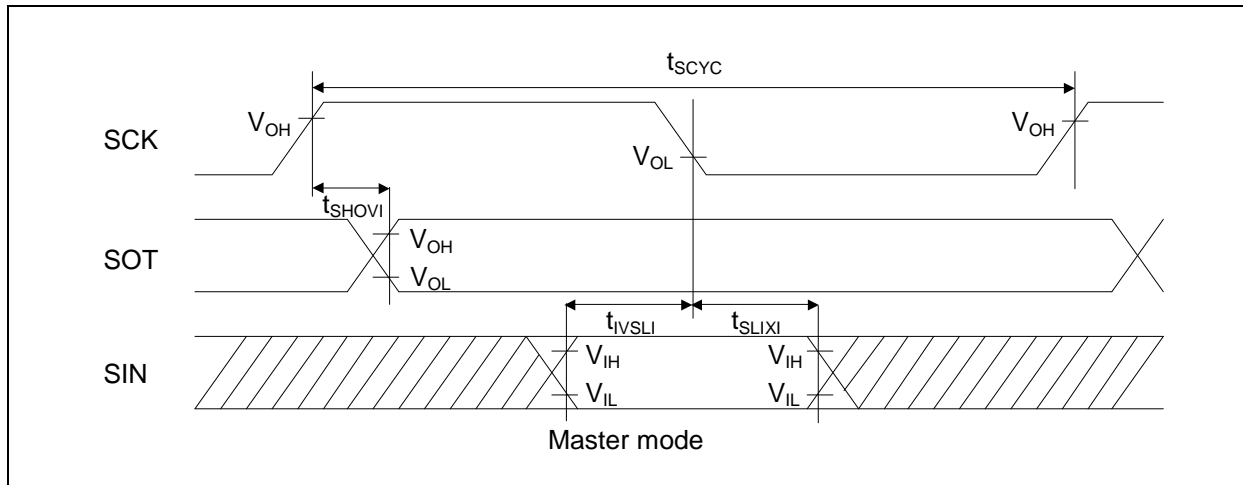 tSCYC
SCK
VOH
VOL
VOH
tSHOVI
SOT
VOH
VOL
tIVSLI
tSLIXI
SIN
VIH
VIH
VIL
VIL
Master mode